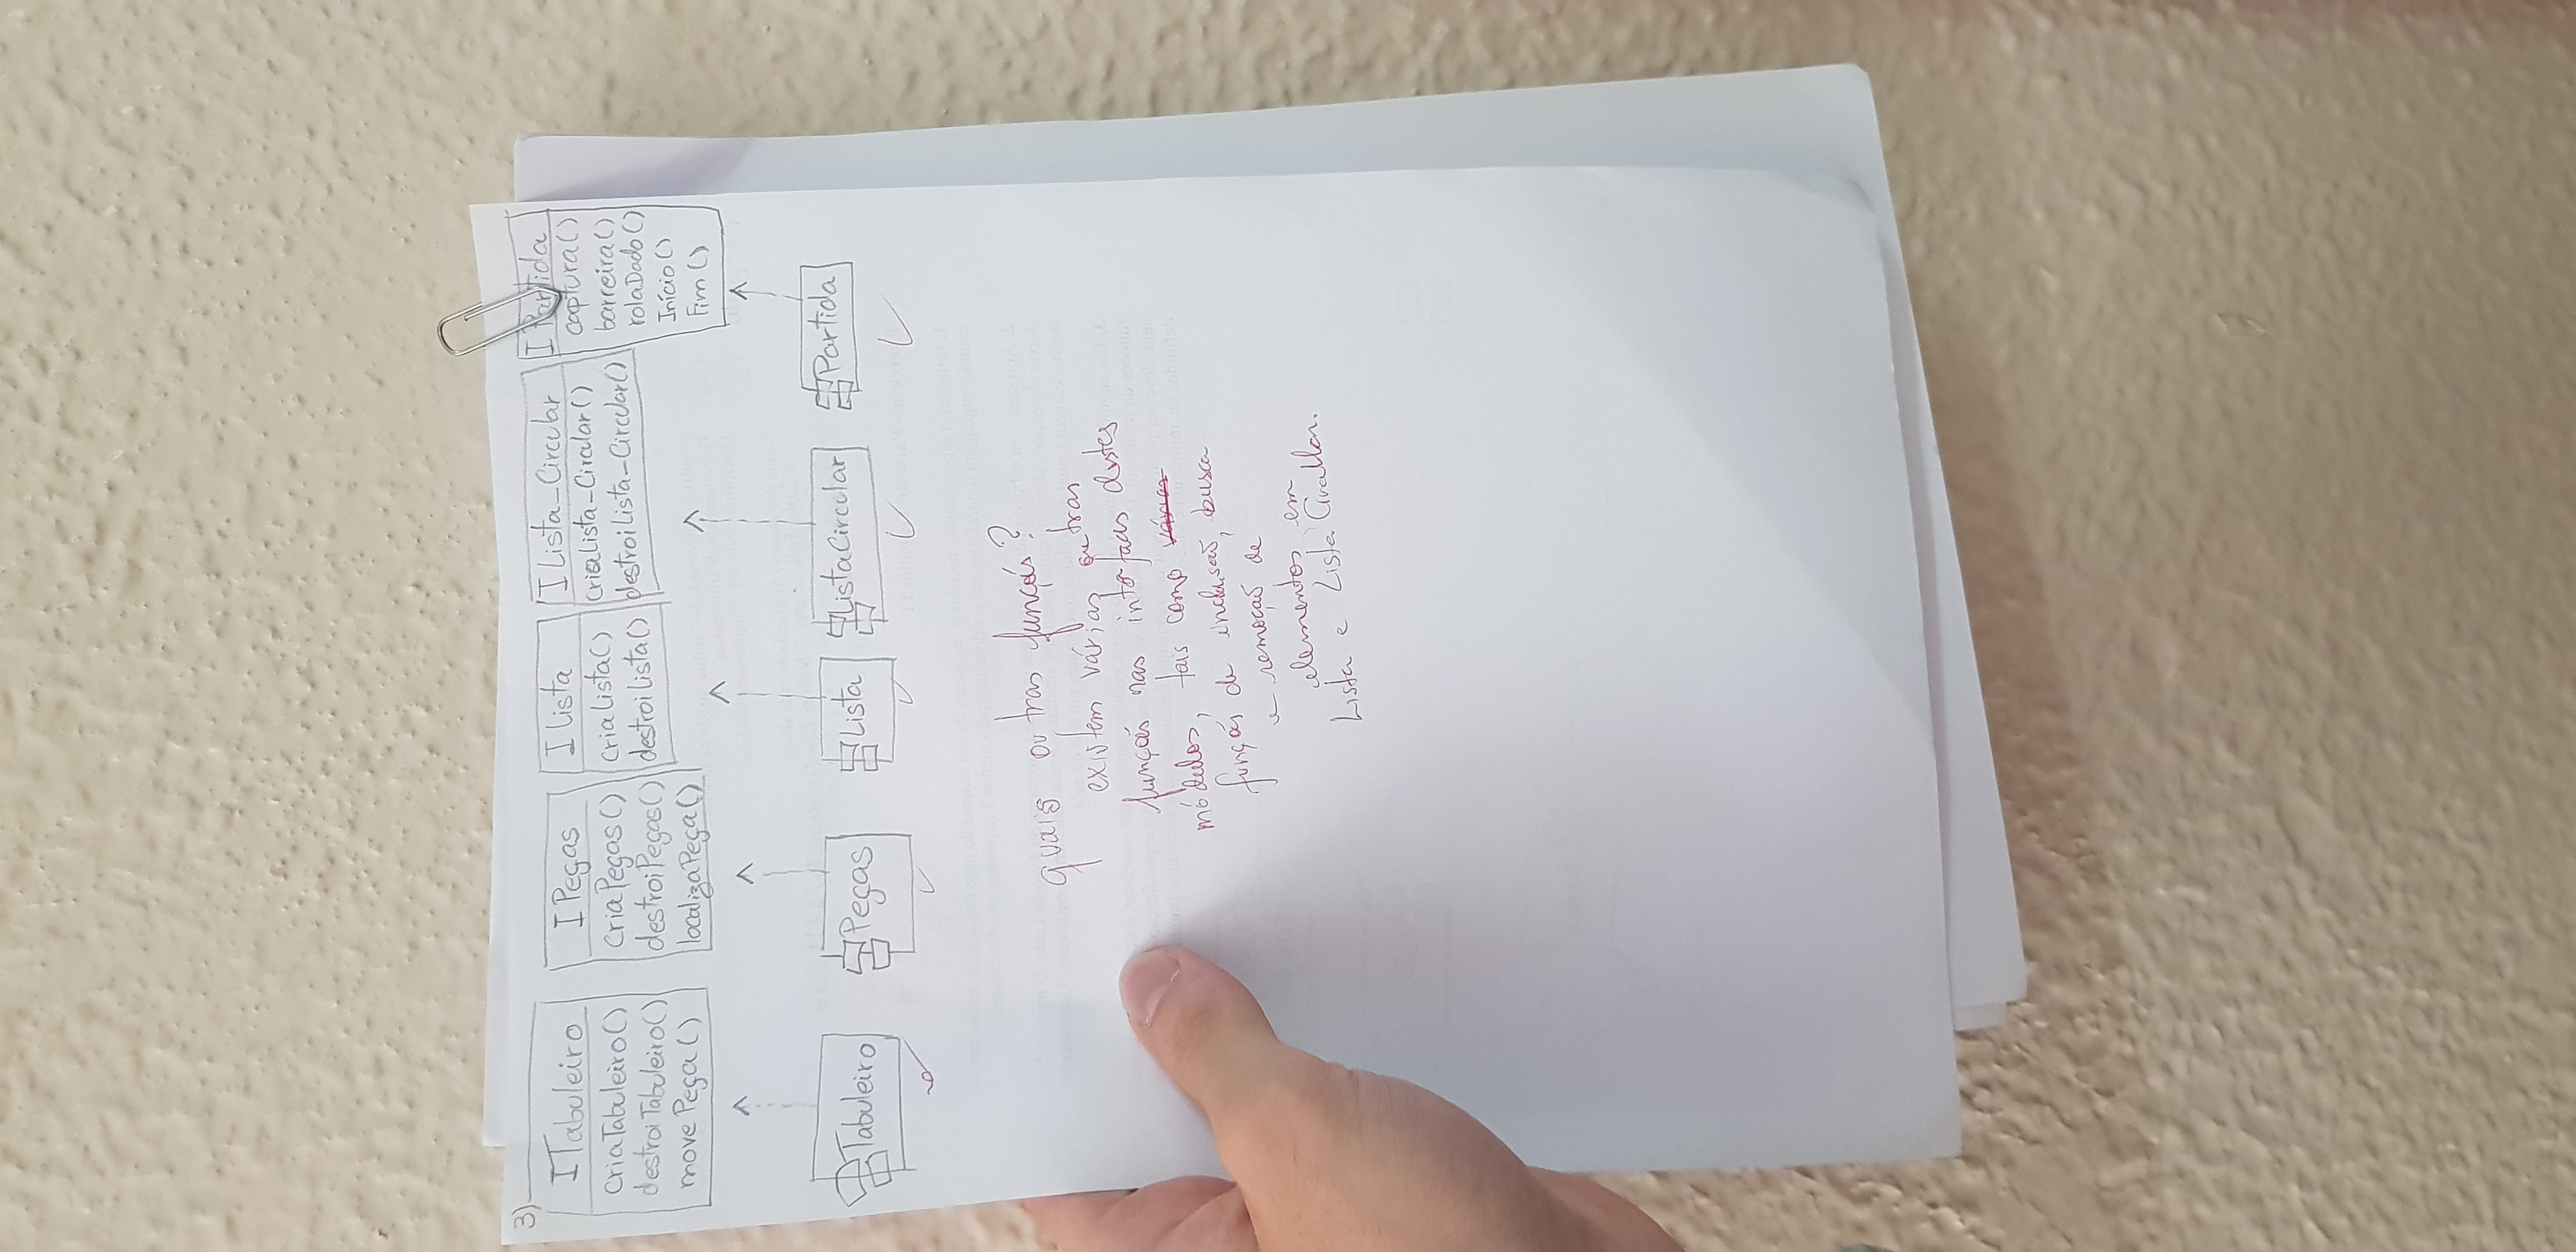 3)
ITabuleiro
criaTabuleiro()
destroiTabuleiro()
movePeça()
IPeças
criaPeças()
destroiPeças()
localizaPeça()
ILista
criaLista()
destroiLista()
ILista_Circular
criaLista_Circular()
destroiLista_Circular()
IPartida
captura()
barreira()
rolaDado()
Início()
Fim()
Tabuleiro
Peças
Lista
ListaCircular
Partida
quais outras funções?
existem várias outras
funções nas interfaces destes
módulos, tais como várias
funções de inclusão, busca
e remoção de
elementos em
Lista e Lista Circular.